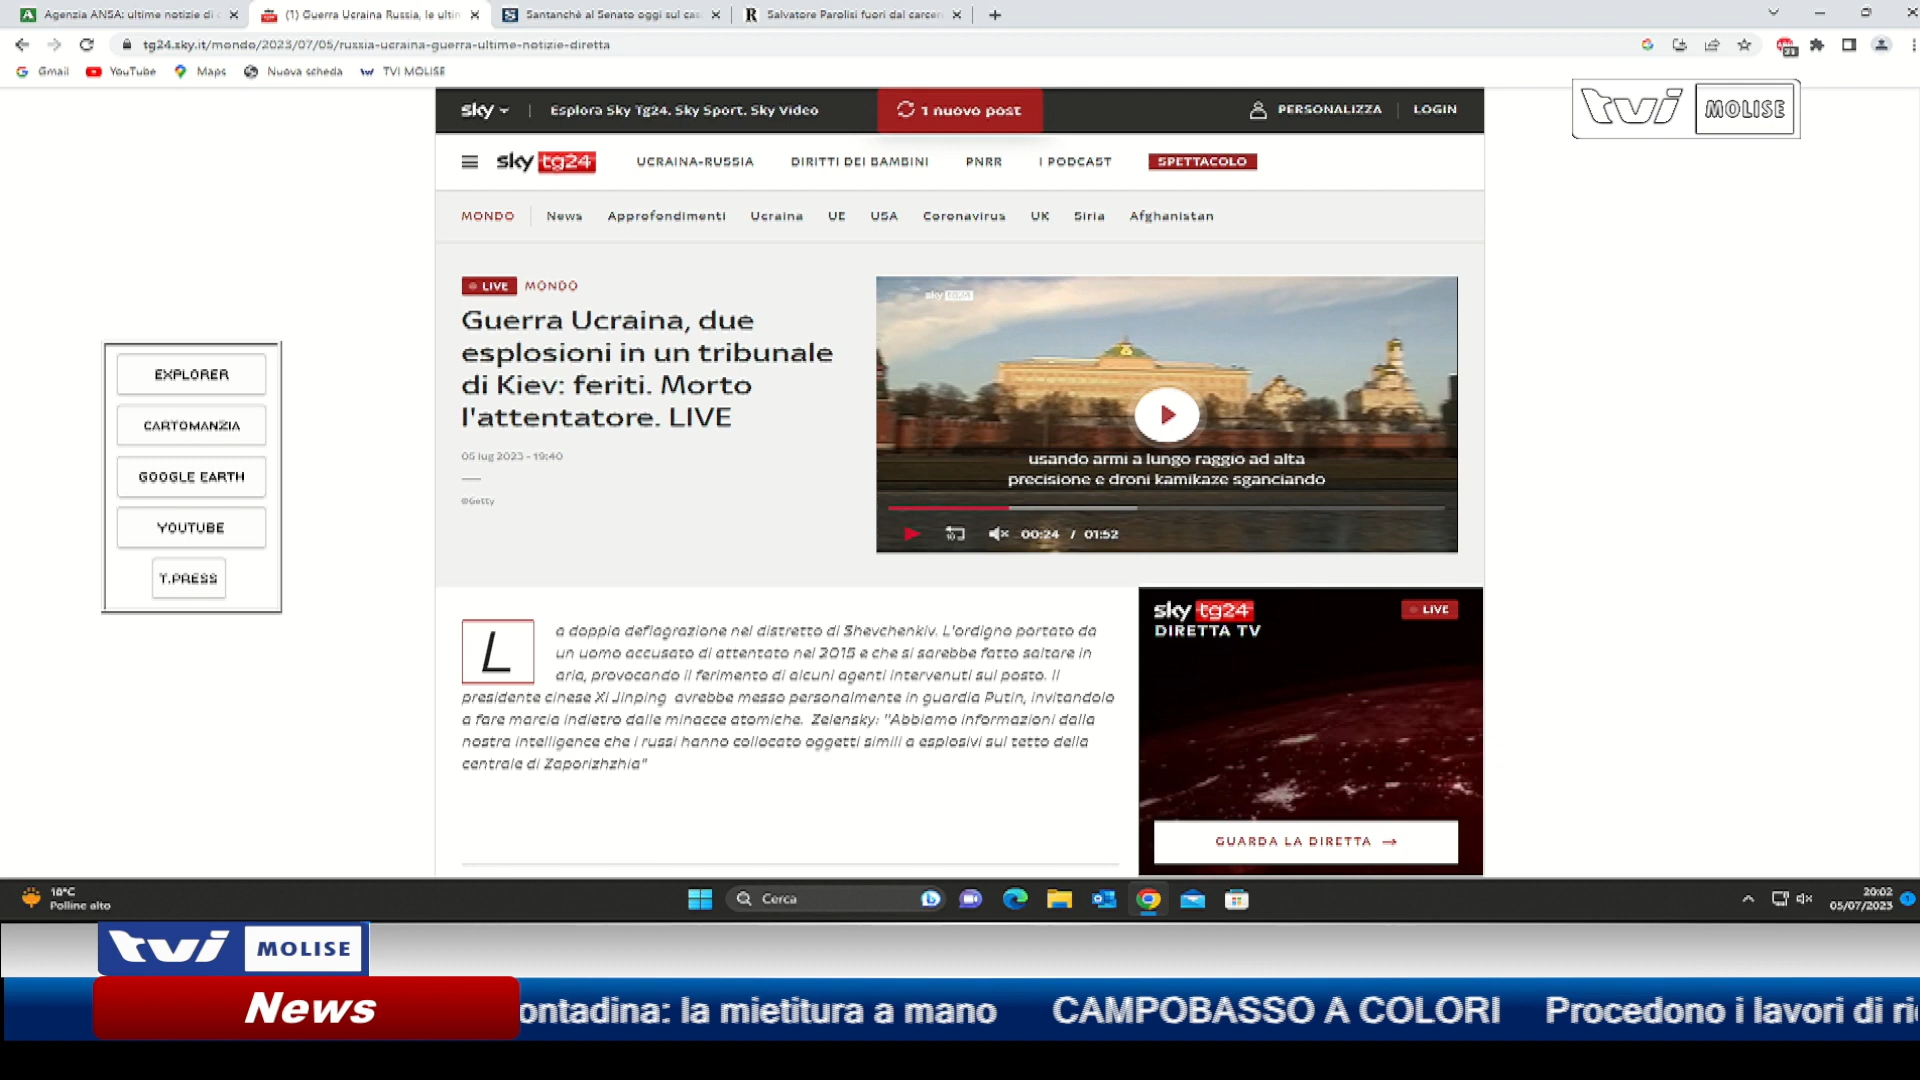 Agenzia ANSA: ultime notizie di c
(1) Guerra Ucraina Russia, le ultin
Santanchè al Senato oggi sul cas
Salvatore Parolisi fuori dal carcer
tg24.sky.it/mondo/2023/07/05/russia-ucraina-guerra-ultime-notizie-diretta
Gmail YouTube Maps Nuova scheda TVI MOLISE
tvi MOLISE
sky Esplora Sky Tg24, Sky Sport, Sky Video 1 nuovo post PERSONALIZZA LOGIN
sky tg24 UCRAINA-RUSSIA DIRITTI DEI BAMBINI PNRR I PODCAST SPETTACOLO
MONDO News Approfondimenti Ucraina UE USA Coronavirus UK Siria Afghanistan
LIVE MONDO
Guerra Ucraina, due
esplosioni in un tribunale
di Kiev: feriti. Morto
l'attentatore. LIVE
05 lug 2023 - 19:40
©Getty
sky tg24
usando armi a lungo raggio ad alta
precisione e droni kamikaze sganciando
10
00:24 / 01:52
EXPLORER
CARTOMANZIA
GOOGLE EARTH
YOUTUBE
T.PRESS
La doppia deflagrazione nel distretto di Shevchenkiv. L'ordigno portato da
un uomo accusato di attentato nel 2015 e che si sarebbe fatto saltare in
aria, provocando il ferimento di alcuni agenti intervenuti sul posto. Il
presidente cinese Xi Jinping avrebbe messo personalmente in guardia Putin, invitandolo
a fare marcia indietro dalle minacce atomiche. Zelensky: "Abbiamo informazioni dalla
nostra intelligence che i russi hanno collocato oggetti simili a esplosivi sul tetto della
centrale di Zaporizhzhia"
sky tg24 LIVE
DIRETTA TV
GUARDA LA DIRETTA →
18°C
Polline alto
Cerca
20:02
05/07/2023
tvi MOLISE
News
ontadina: la mietitura a mano CAMPOBASSO A COLORI Procedono i lavori di ri